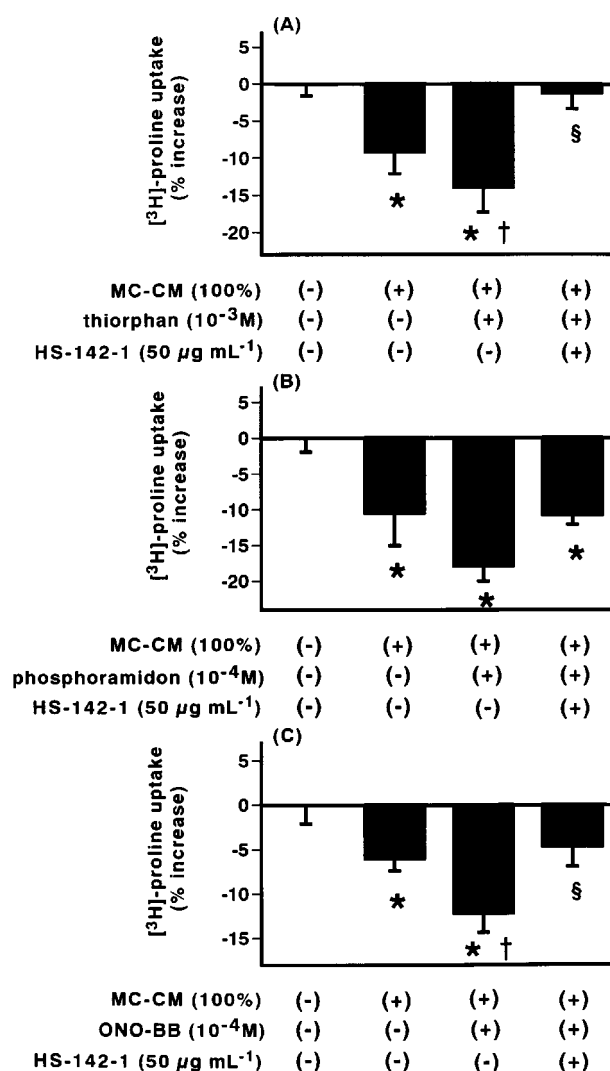 (A)
[³H]-proline uptake
(% increase)
5
0
-5
-10
-15
-20
*
* †
§
MC-CM (100%) (-) (+) (+) (+)
thiorphan (10⁻³M) (-) (-) (+) (+)
HS-142-1 (50 µg mL⁻¹) (-) (-) (-) (+)
(B)
[³H]-proline uptake
(% increase)
5
0
-5
-10
-15
-20
*
*
*
MC-CM (100%) (-) (+) (+) (+)
phosphoramidon (10⁻⁴M) (-) (-) (+) (+)
HS-142-1 (50 µg mL⁻¹) (-) (-) (-) (+)
(C)
[³H]-proline uptake
(% increase)
5
0
-5
-10
-15
*
* †
§
MC-CM (100%) (-) (+) (+) (+)
ONO-BB (10⁻⁴M) (-) (-) (+) (+)
HS-142-1 (50 µg mL⁻¹) (-) (-) (-) (+)